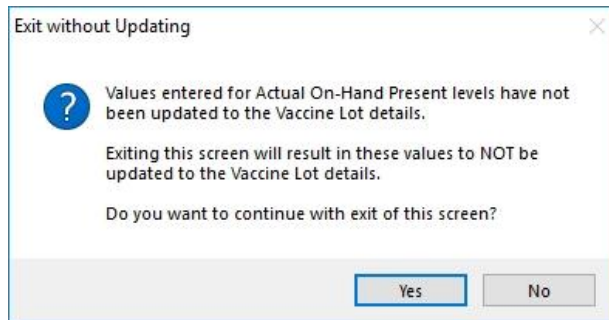 Exit without Updating
Values entered for Actual On-Hand Present levels have not
been updated to the Vaccine Lot details.
Exiting this screen will result in these values to NOT be
updated to the Vaccine Lot details.
Do you want to continue with exit of this screen?
Yes
No